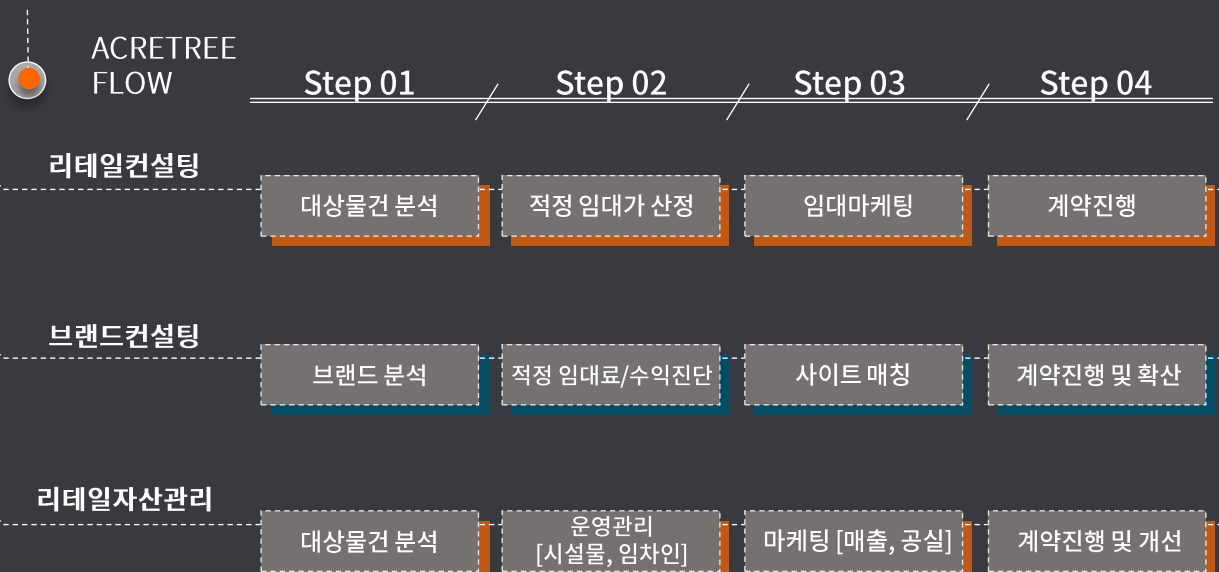 ACRETREE
FLOW
Step 01
Step 02
Step 03
Step 04
리테일컨설팅
대상물건 분석
적정 임대가 산정
임대마케팅
계약진행
브랜드컨설팅
브랜드 분석
적정 임대료/수익진단
사이트 매칭
계약진행 및 확산
리테일자산관리
대상물건 분석
운영관리
[시설물, 임차인]
마케팅 [매출, 공실]
계약진행 및 개선